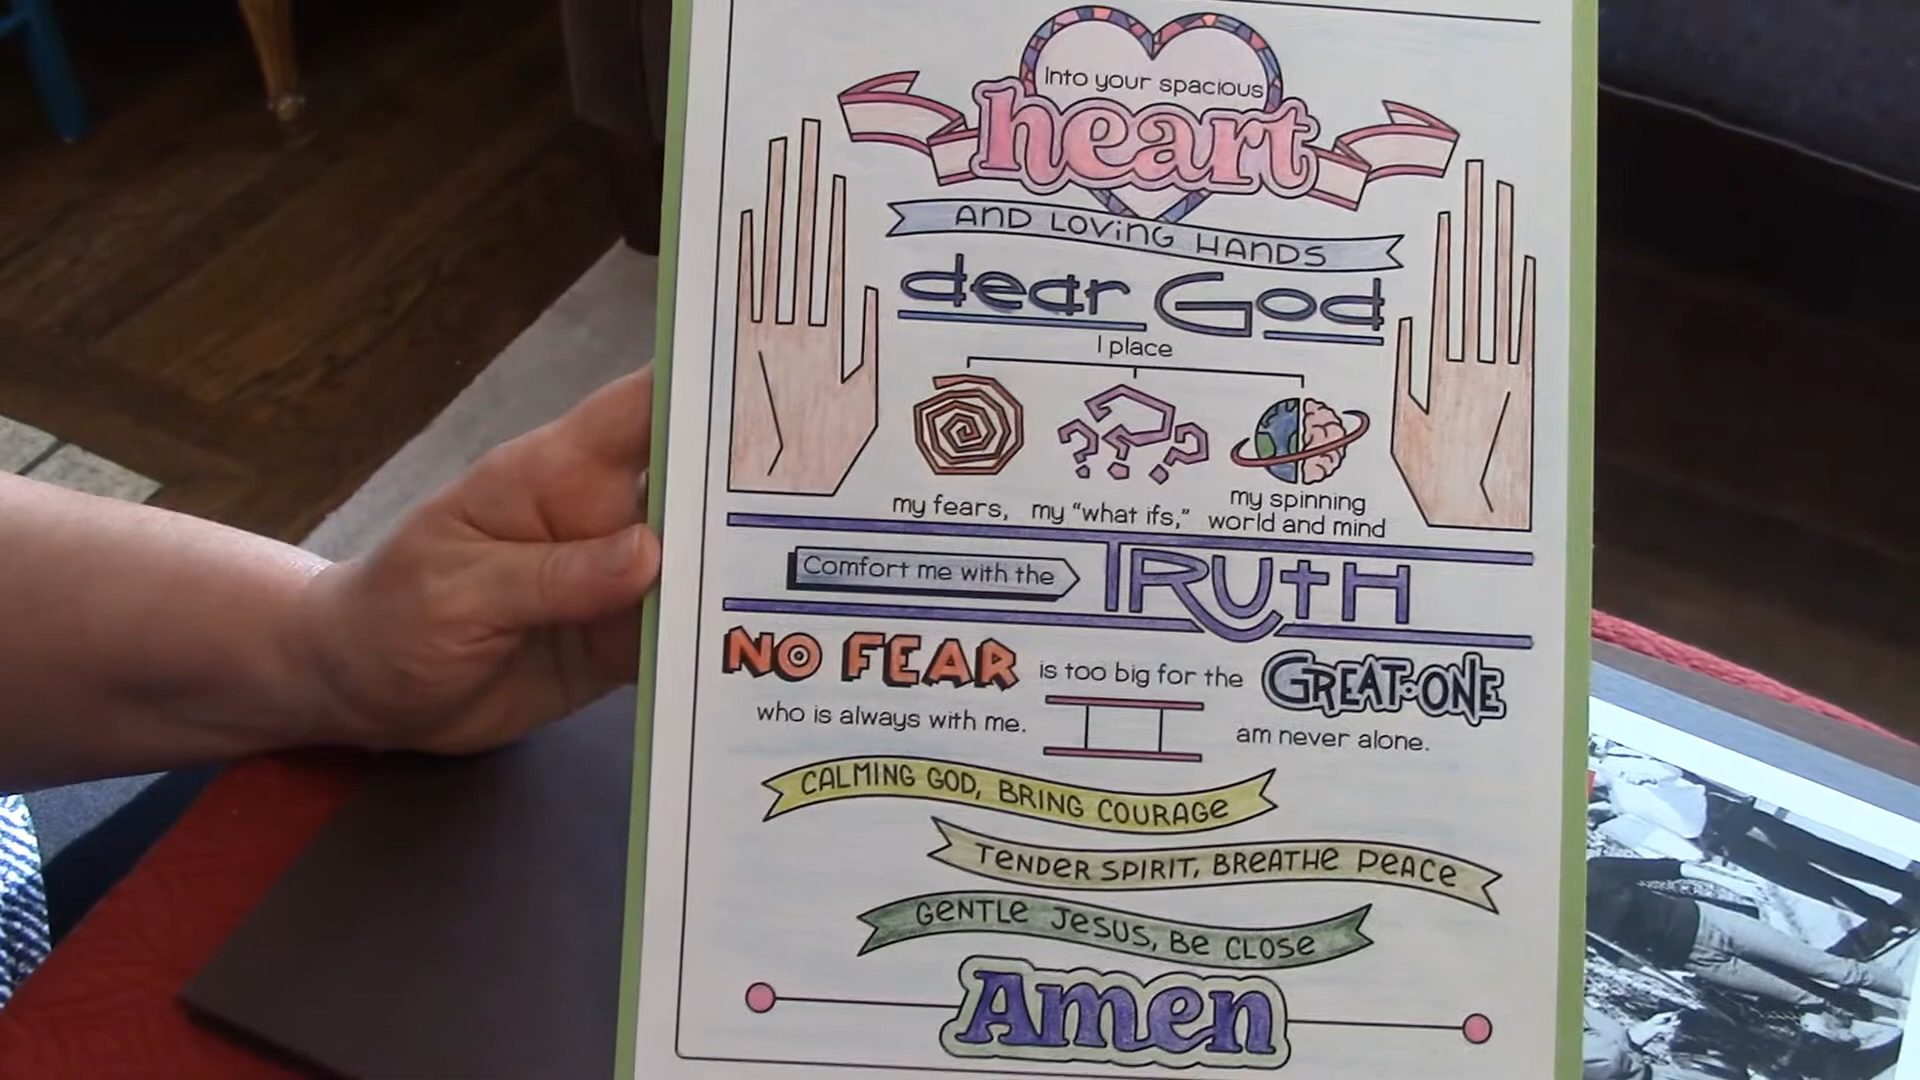 Into your spacious
heart
AND LOVING HANDS
dear God
I place
my fears, my "what ifs," my spinning world and mind
Comfort me with the TRUTH
NO FEAR is too big for the GREAT·ONE
who is always with me. I am never alone.
CALMING GOD, BRING COURAGE
TENDER SPIRIT, BREATHE PEACE
GENTLE JESUS, BE CLOSE
Amen